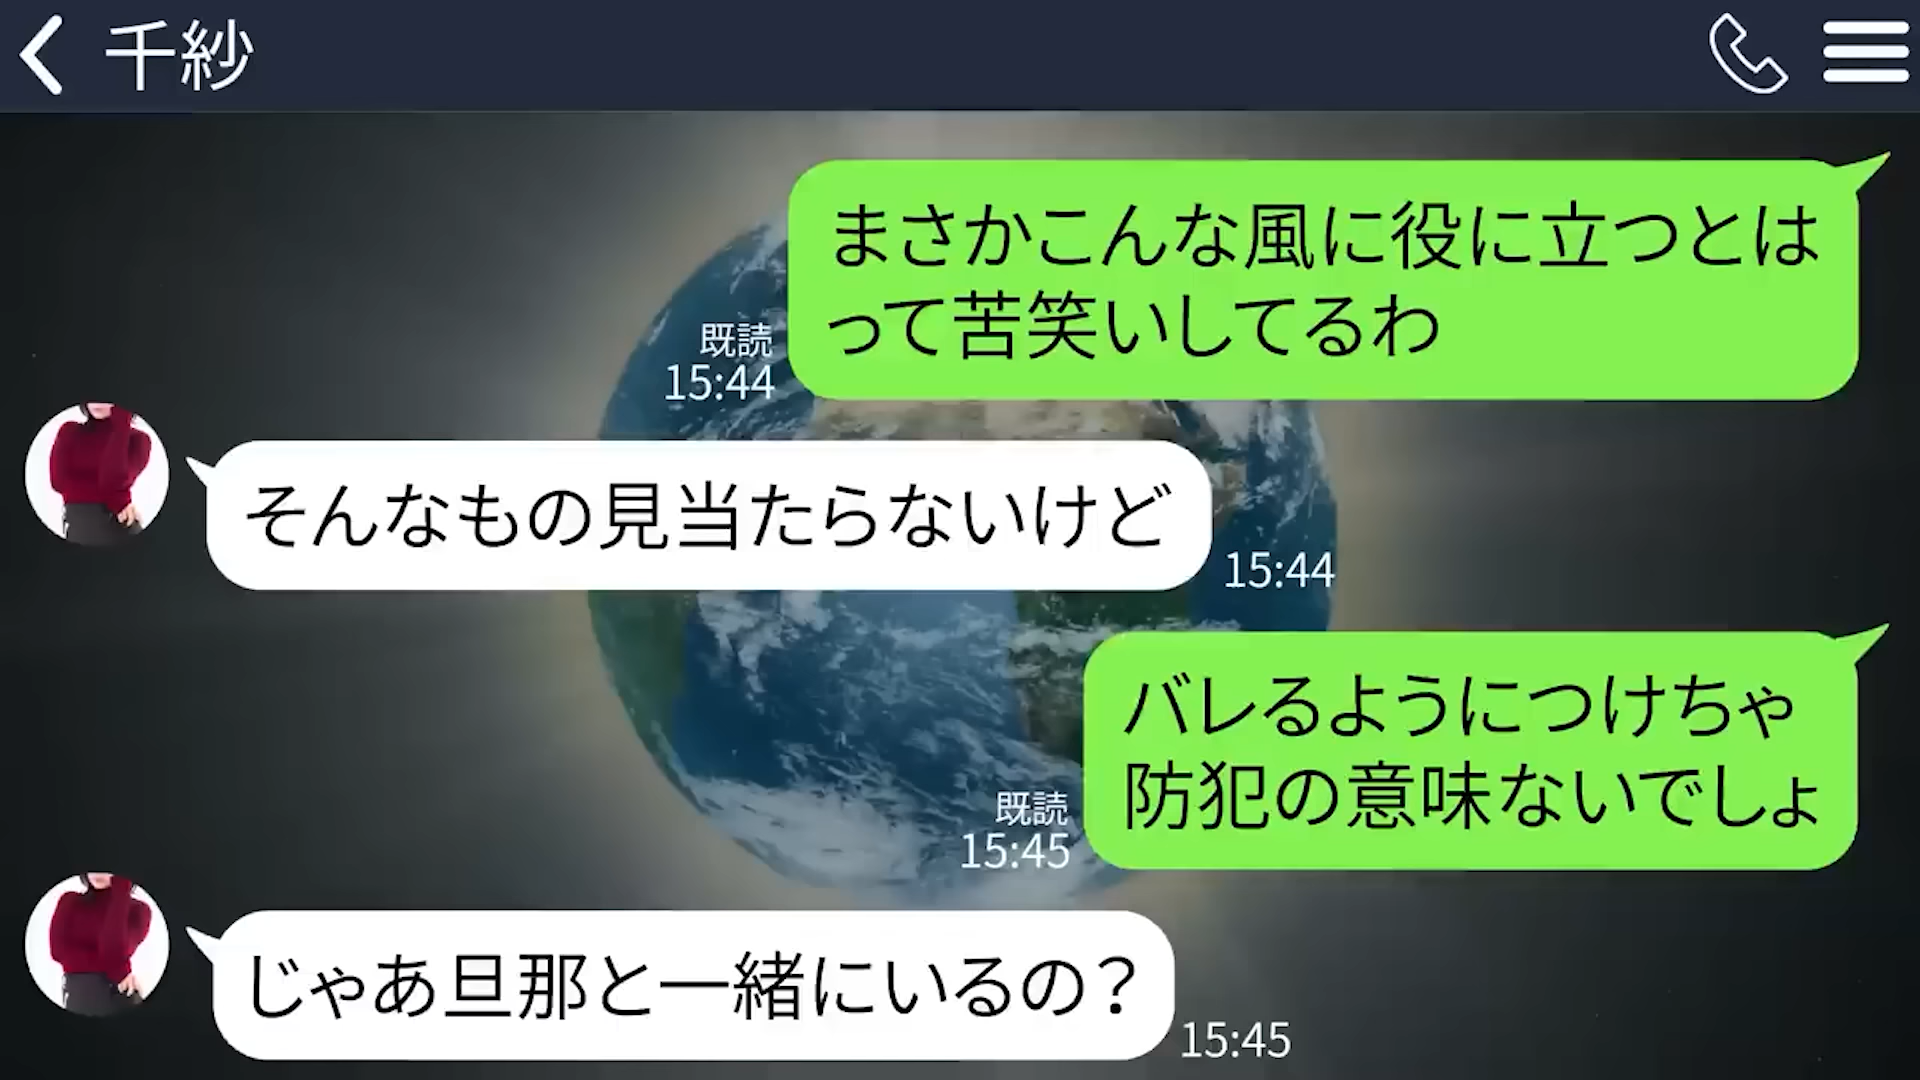 千紗
まさかこんな風に役に立つとは
って苦笑いしてるわ
既読
15:44
そんなもの見当たらないけど
15:44
バレるようにつけちゃ
防犯の意味ないでしょ
既読
15:45
じゃあ旦那と一緒にいるの？
15:45